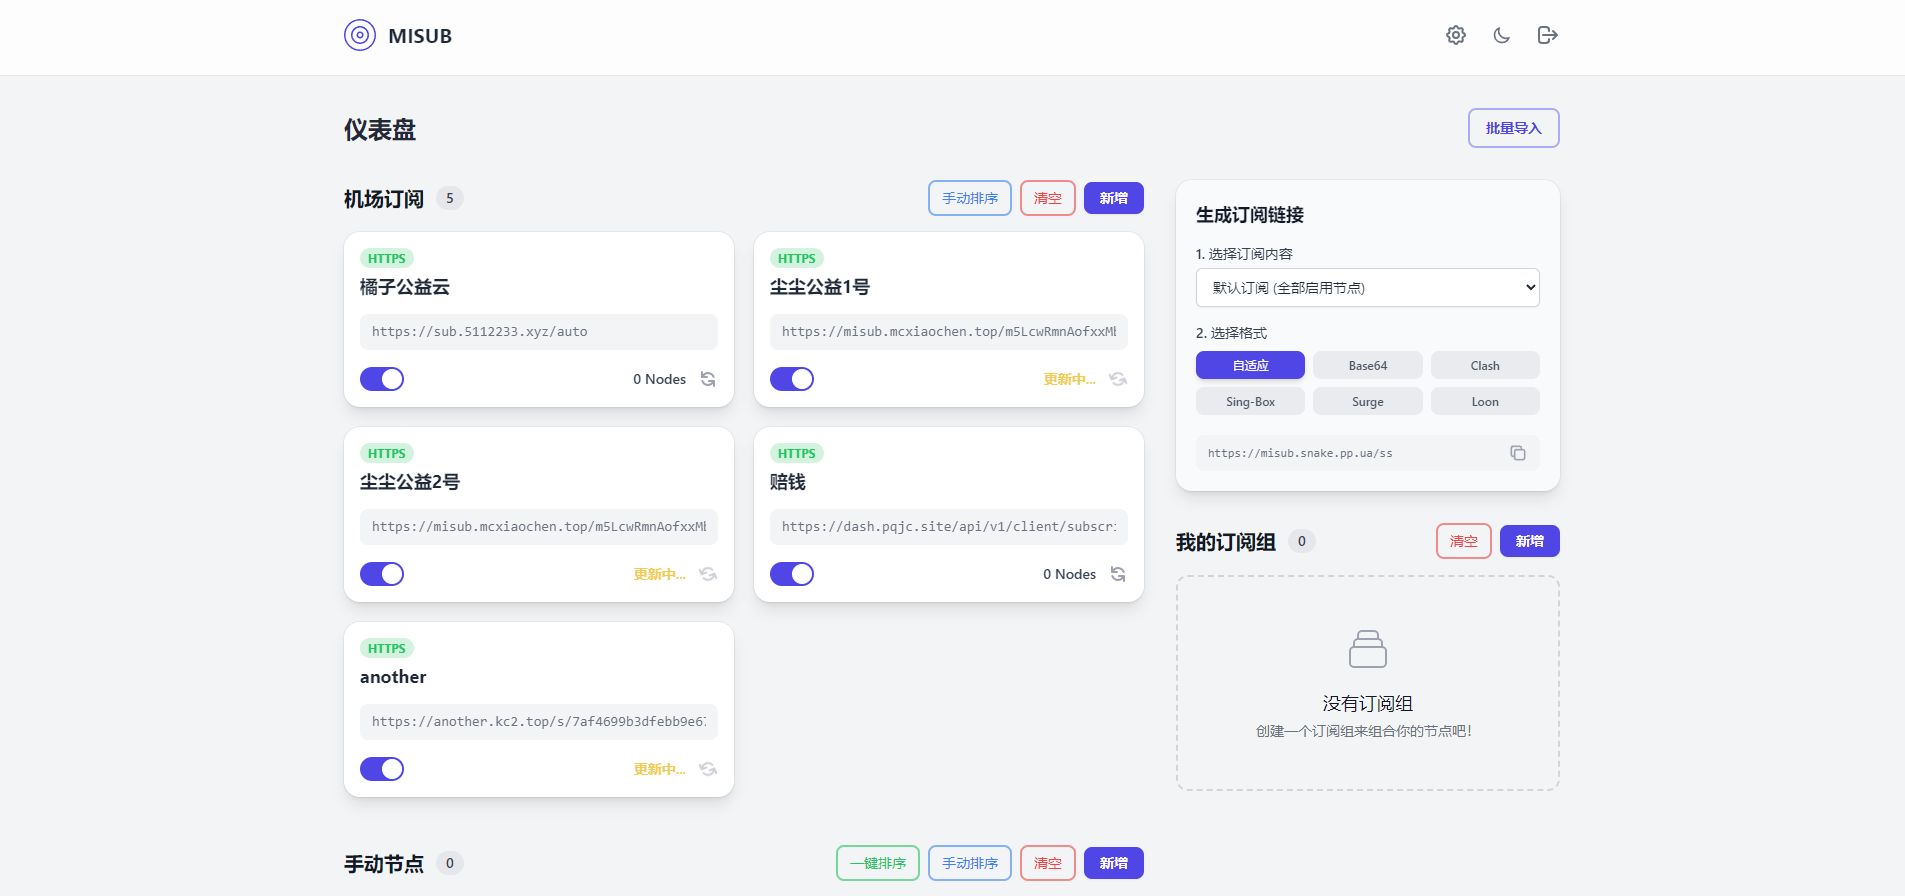 MISUB
仪表盘
批量导入
机场订阅 5
手动排序 清空 新增
HTTPS
橘子公益云
https://sub.5112233.xyz/auto
0 Nodes
HTTPS
尘尘公益1号
https://misub.mcxiaochen.top/m5LcwRmnAofxxMb
更新中...
HTTPS
尘尘公益2号
https://misub.mcxiaochen.top/m5LcwRmnAofxxMb
更新中...
HTTPS
赔钱
https://dash.pqjc.site/api/v1/client/subscri
0 Nodes
HTTPS
another
https://another.kc2.top/s/7af4699b3dfebb9e67
更新中...
手动节点 0
一键排序 手动排序 清空 新增
生成订阅链接
1. 选择订阅内容
默认订阅 (全部启用节点)
2. 选择格式
自适应 Base64 Clash
Sing-Box Surge Loon
https://misub.snake.pp.ua/ss
我的订阅组 0
清空 新增
没有订阅组
创建一个订阅组来组合你的节点吧！